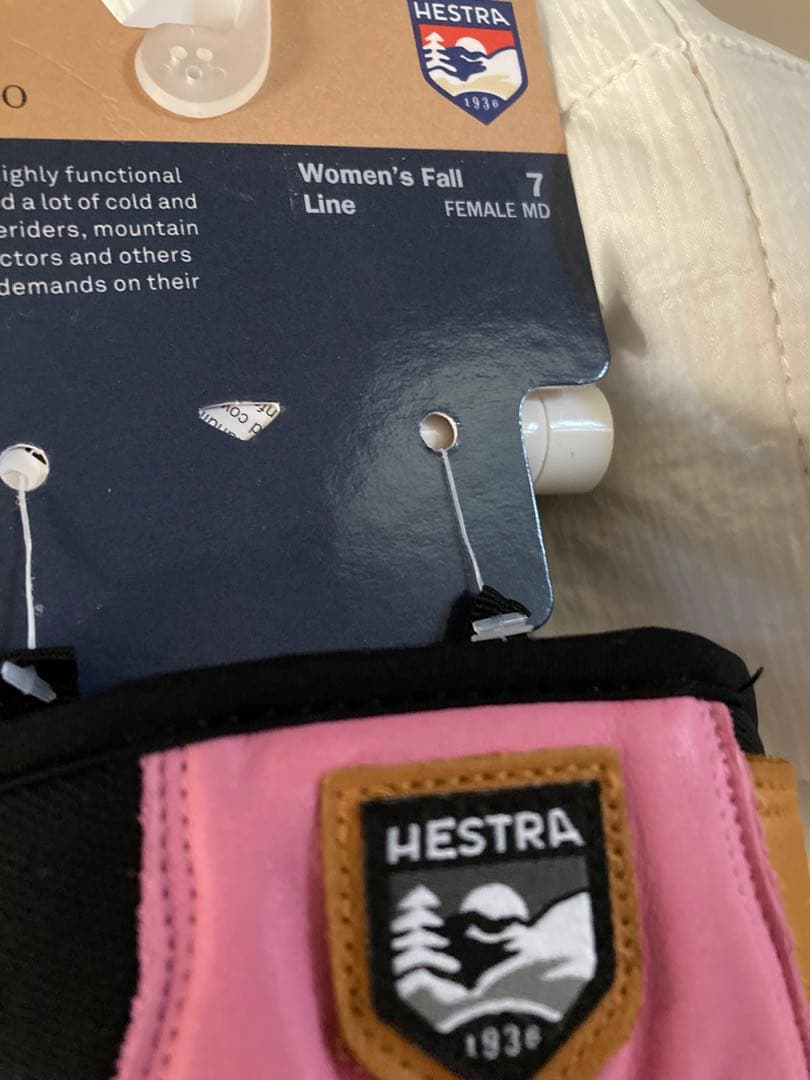 HESTRA
1936
O
ighly functional
d a lot of cold and
eriders, mountain
ctors and others
demands on their
Women's Fall
Line
7
FEMALE MD
HESTRA
1936